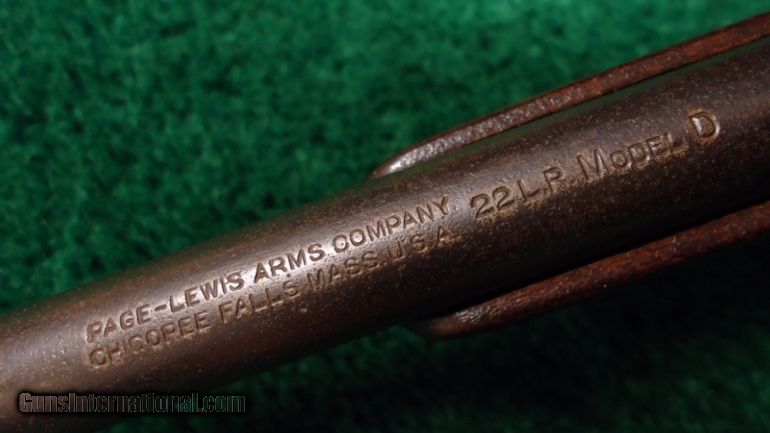 PAGE-LEWIS ARMS COMPANY,
CHICOPEE FALLS MASS. U.S.A.
22 L.R. MODEL D
GunsInternational.com